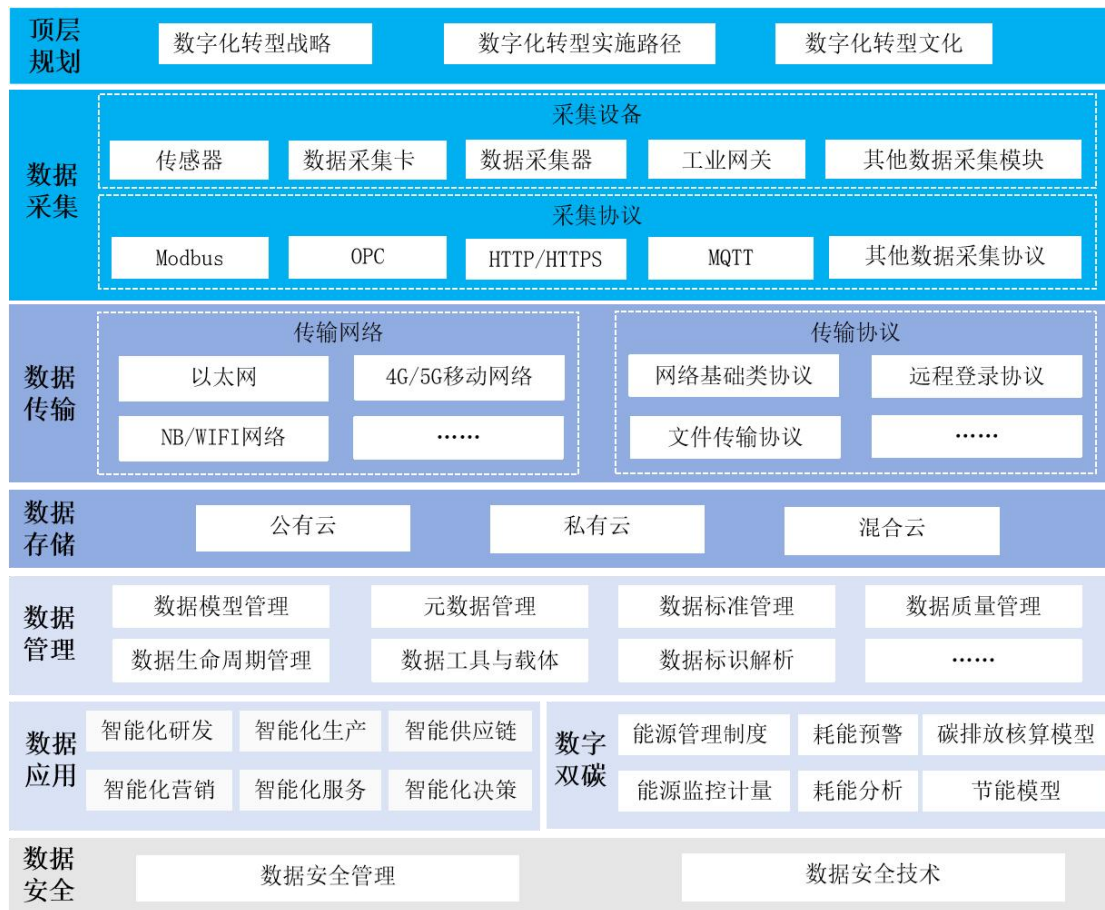 顶层
规划
数字化转型战略
数字化转型实施路径
数字化转型文化
数据
采集
采集设备
传感器
数据采集卡
数据采集器
工业网关
其他数据采集模块
采集协议
Modbus
OPC
HTTP/HTTPS
MQTT
其他数据采集协议
数据
传输
传输网络
以太网
4G/5G移动网络
NB/WIFI网络
……
传输协议
网络基础类协议
远程登录协议
文件传输协议
……
数据
存储
公有云
私有云
混合云
数据
管理
数据模型管理
元数据管理
数据标准管理
数据质量管理
数据生命周期管理
数据工具与载体
数据标识解析
……
数据
应用
智能化研发
智能化生产
智能供应链
智能化营销
智能化服务
智能化决策
数字
双碳
能源管理制度
耗能预警
碳排放核算模型
能源监控计量
耗能分析
节能模型
数据
安全
数据安全管理
数据安全技术